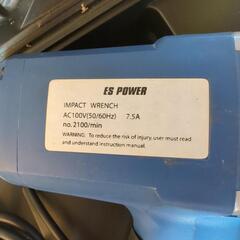 ES POWER
IMPACT WRENCH
AC100V(50/60Hz) 7.5A
no. 2100/min
WARNING: To reduce the risk of injury, user must read
and understand instruction manual.